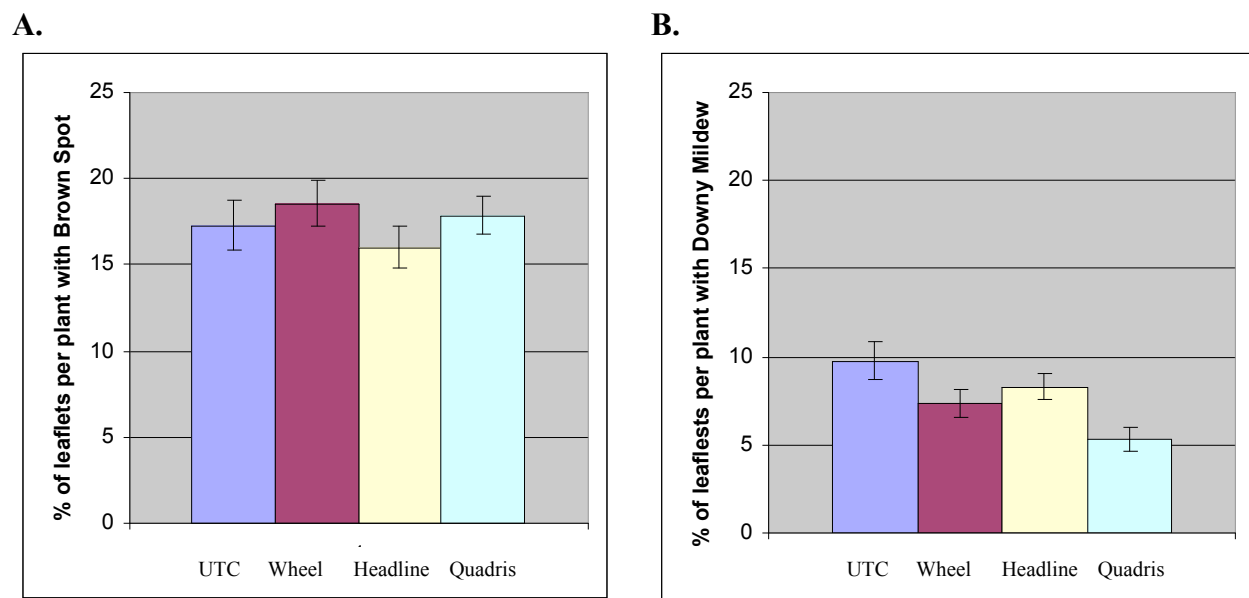 A.
% of leaflets per plant with Brown Spot
25
20
15
10
5
0
UTC Wheel Headline Quadris
B.
% of leaflests per plant with Downy Mildew
25
20
15
10
5
0
UTC Wheel Headline Quadris